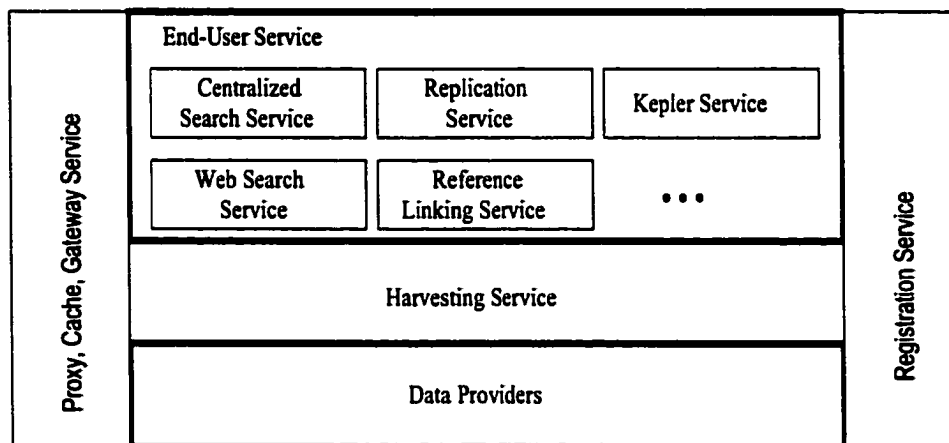 End-User Service
Centralized
Search Service
Replication
Service
Kepler Service
Web Search
Service
Reference
Linking Service
...
Harvesting Service
Data Providers
Proxy, Cache, Gateway Service
Registration Service